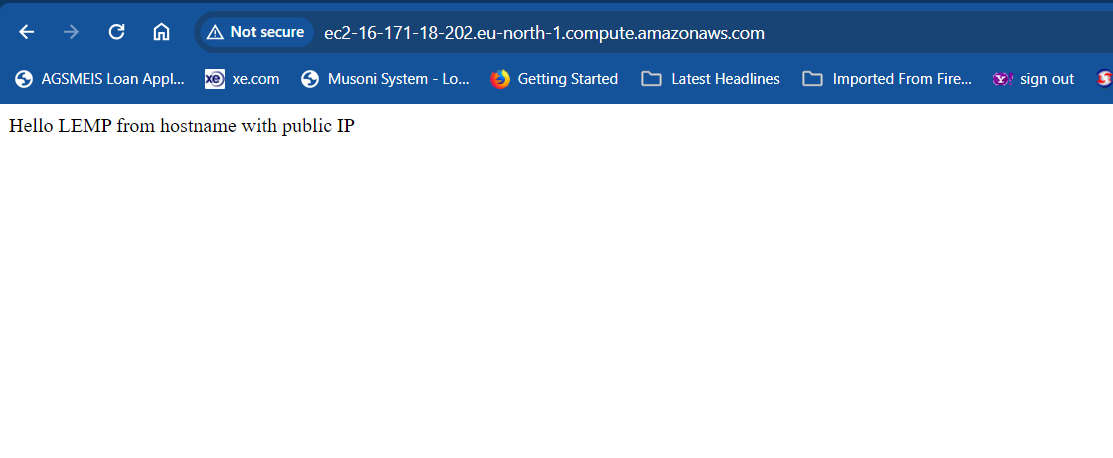 Not secure ec2-16-171-18-202.eu-north-1.compute.amazonaws.com
AGSMEIS Loan Appl... xe xe.com Musoni System - Lo... Getting Started Latest Headlines Imported From Fire... Y! sign out S
Hello LEMP from hostname with public IP